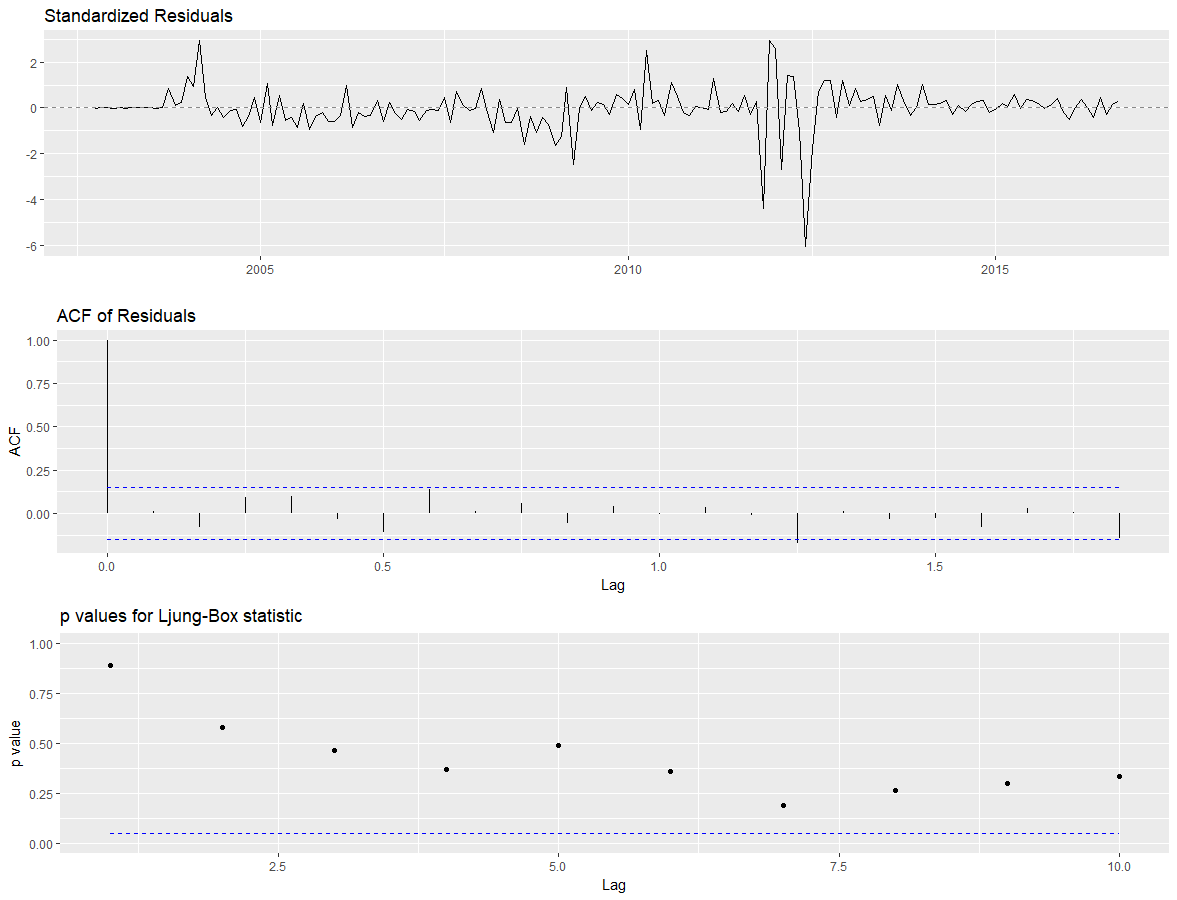 Standardized Residuals
2
0
-2
-4
-6
2005 2010 2015
ACF of Residuals
1.00
0.75
0.50
0.25
0.00
ACF
0.0 0.5 1.0 1.5
Lag
p values for Ljung-Box statistic
1.00
0.75
0.50
0.25
0.00
p value
2.5 5.0 7.5 10.0
Lag